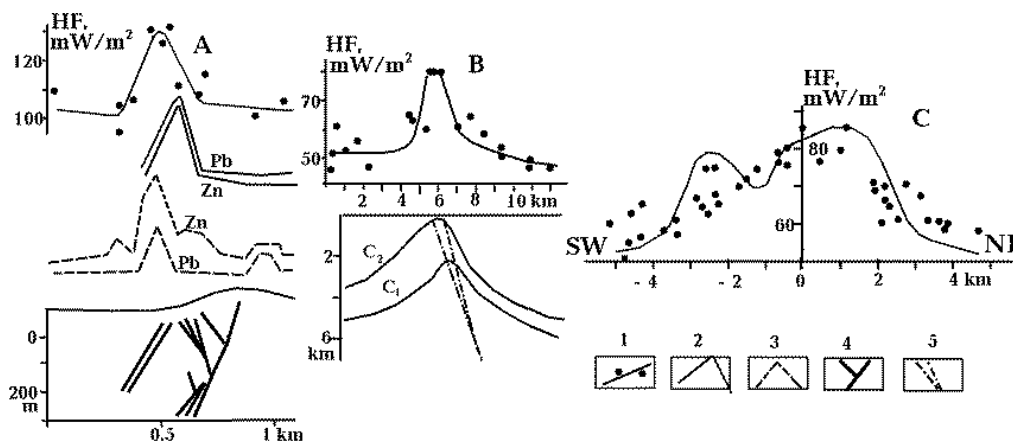 HF,
mW/m²
A
120
100
Pb
Zn
Zn
Pb
0
200
m
0.5
1 km
HF,
mW/m²
B
70
50
2 4 6 8 10 km
2
6
km
C₂
C₁
HF,
mW/m²
C
80
60
SW
NE
- 4 - 2 0 2 4 km
1 2 3 4 5